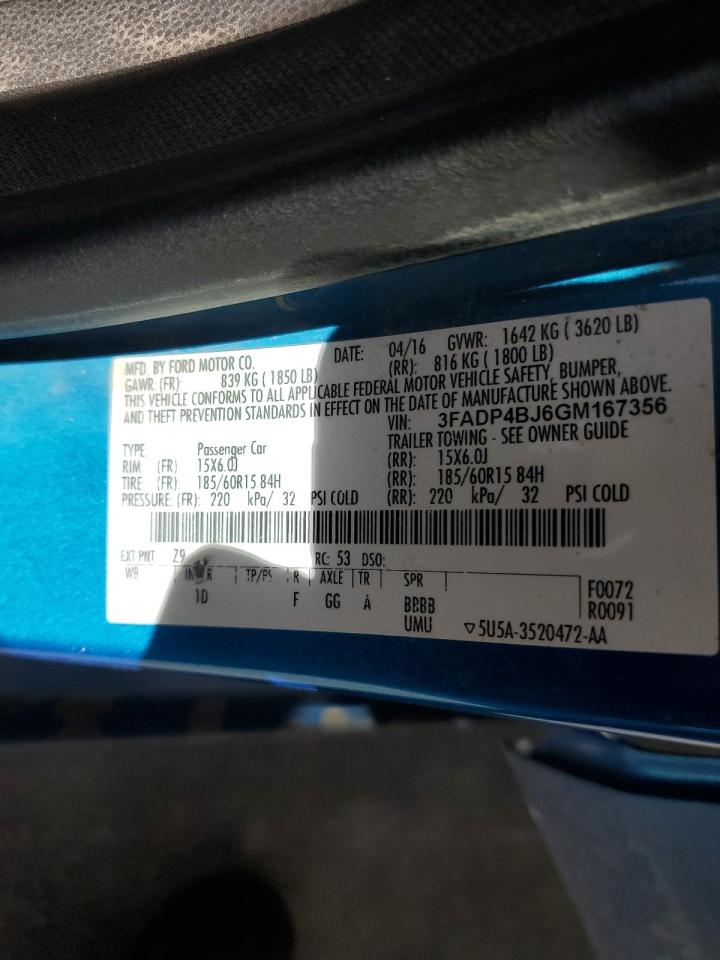 MFD. BY FORD MOTOR CO. DATE: 04/16 GVWR: 1642 KG ( 3620 LB)
GAWR: (FR) 839 KG ( 1850 LB) (RR): 816 KG ( 1800 LB)
THIS VEHICLE CONFORMS TO ALL APPLICABLE FEDERAL MOTOR VEHICLE SAFETY, BUMPER,
AND THEFT PREVENTION STANDARDS IN EFFECT ON THE DATE OF MANUFACTURE SHOWN ABOVE.
VIN: 3FADP4BJ6GM167356
TYPE: Passenger Car TRAILER TOWING - SEE OWNER GUIDE
RIM: (FR) 15X6.0J (RR): 15X6.0J
TIRE (FR): 185/60R15 84H (RR): 185/60R15 84H
PRESSURE: (FR): 220 kPa/ 32 PSI COLD (RR): 220 kPa/ 32 PSI COLD
EXT PNT: Z9 RC: 53 DSO:
WB TP/PS R AXLE TR SPR F0072
1D F GG A BBBB R0091
UMU 5U5A-3520472-AA